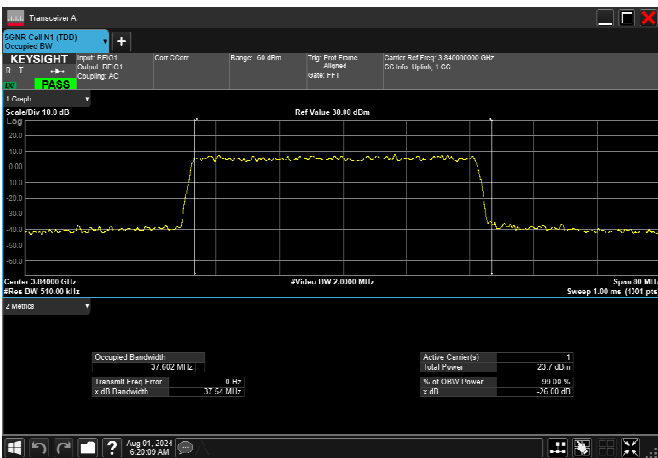 Transceiver A
5GNR Cell N1 (TDD)
Occupied BW
+
KEYSIGHT
R T
PASS
Input: RFIO1
Output: RFIO1
Coupling: AC
Corr CCorr
Range: -60 dBm
Trig: Prot Frame
Aligned
Gate: FFT
Carrier Ref Freq: 3.840000000 GHz
CC Info: Uplink, 1 CC
1 Graph
Scale/Div 10.0 dB
Ref Value 30.00 dBm
Log
20.0
10.0
0.00
-10.0
-20.0
-30.0
-40.0
-50.0
-60.0
Center 3.84000 GHz
#Video BW 2.0000 MHz
Span 80 MHz
#Res BW 510.00 kHz
Sweep 1.00 ms (1001 pts)
2 Metrics
Occupied Bandwidth
37.602 MHz
Transmit Freq Error 0 Hz
x dB Bandwidth 37.54 MHz
Active Carrier(s) 1
Total Power 23.7 dBm
% of OBW Power 99.00 %
x dB -26.00 dB
?
Aug 01, 2024
6:20:09 AM